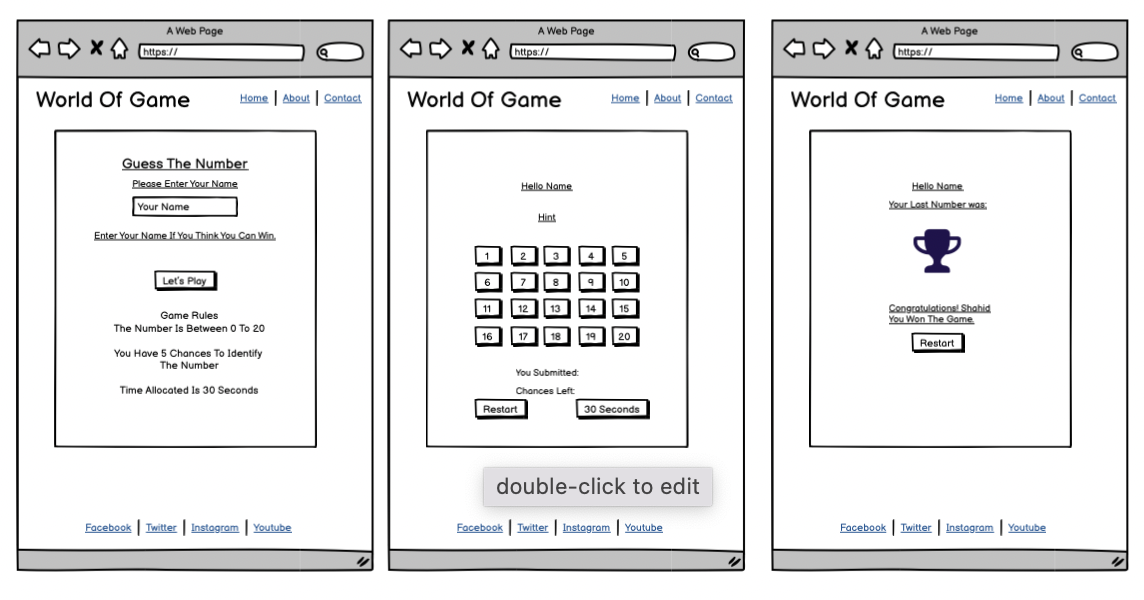 A Web Page
https://
World Of Game
Home | About | Contact
Guess The Number
Please Enter Your Name
Your Name
Enter Your Name If You Think You Can Win.
Let's Play
Game Rules
The Number Is Between 0 To 20
You Have 5 Chances To Identify
The Number
Time Allocated Is 30 Seconds
Facebook | Twitter | Instagram | Youtube
A Web Page
https://
World Of Game
Home | About | Contact
Hello Name
Hint
1 2 3 4 5
6 7 8 9 10
11 12 13 14 15
16 17 18 19 20
You Submitted:
Chances Left:
Restart 30 Seconds
double-click to edit
Facebook | Twitter | Instagram | Youtube
A Web Page
https://
World Of Game
Home | About | Contact
Hello Name
Your Last Number was:
Congratulations! Shahid
You Won The Game.
Restart
Facebook | Twitter | Instagram | Youtube